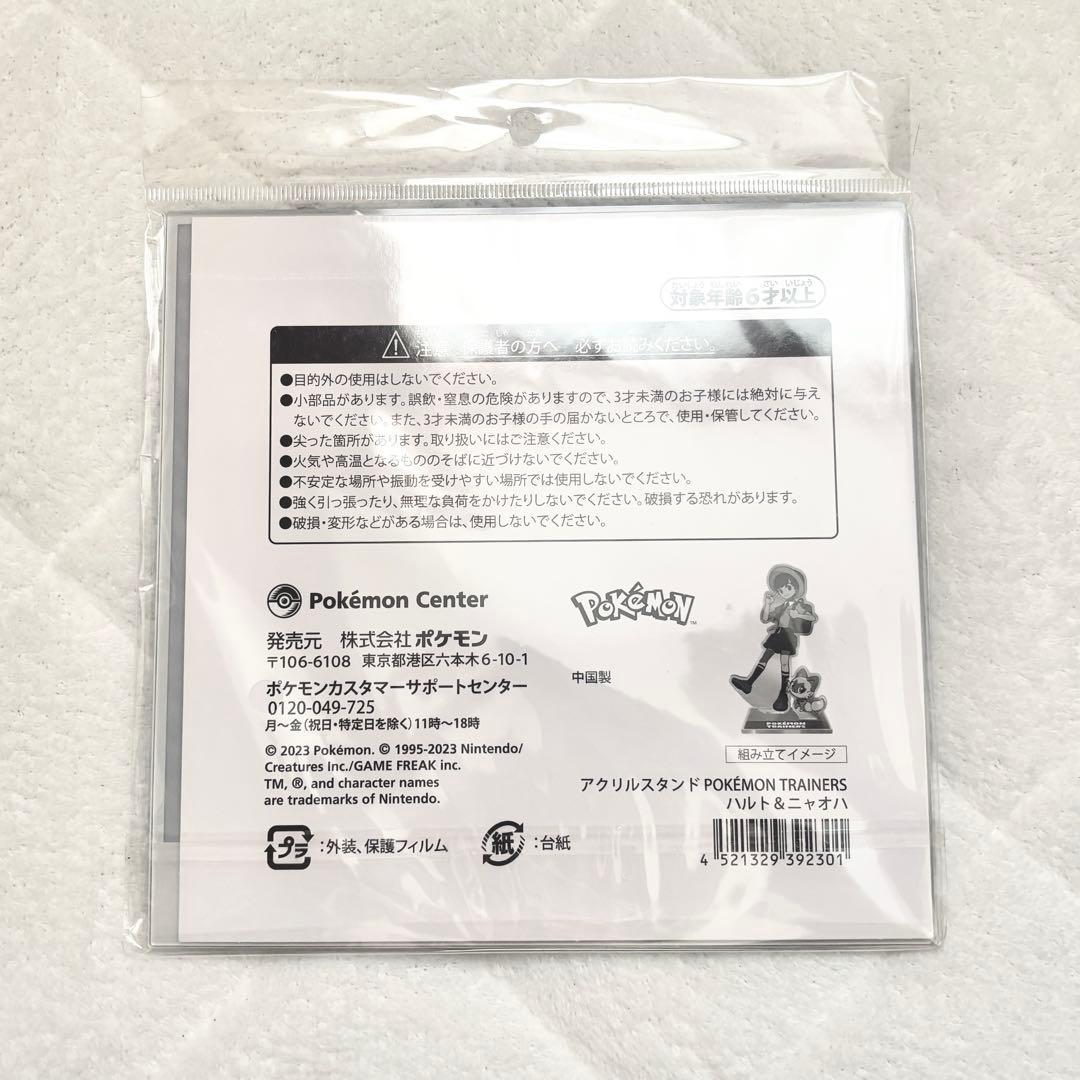 対象年齢6才以上
⚠注意 保護者の方へ 必ずお読みください。
●目的外の使用はしないでください。
●小部品があります。誤飲・窒息の危険がありますので、3才未満のお子様には絶対に与え
ないでください。また、3才未満のお子様の手の届かないところで、使用・保管してください。
●尖った箇所があります。取り扱いにはご注意ください。
●火気や高温となるもののそばに近づけないでください。
●不安定な場所や振動を受けやすい場所では使用しないでください。
●強く引っ張ったり、無理な負荷をかけたりしないでください。破損する恐れがあります。
●破損・変形などがある場合は、使用しないでください。
Pokémon Center
発売元 株式会社ポケモン
〒106-6108 東京都港区六本木6-10-1
ポケモンカスタマーサポートセンター
0120-049-725
月〜金(祝日・特定日を除く)11時〜18時
© 2023 Pokémon. © 1995-2023 Nintendo/
Creatures Inc./GAME FREAK inc.
TM, ®, and character names
are trademarks of Nintendo.
POKéMON™
中国製
POKÉMON
TRAINERS
組み立てイメージ
アクリルスタンド POKÉMON TRAINERS
ハルト＆ニャオハ
4 521329 392301
プラ :外装、保護フィルム
紙 :台紙